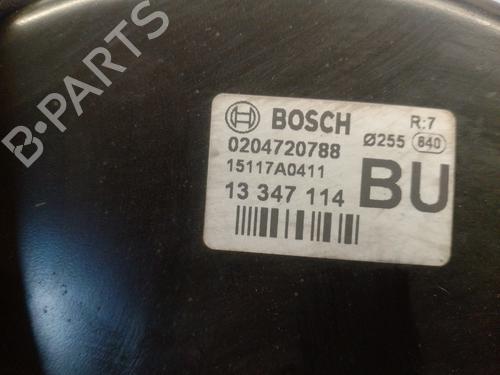 BOSCH R:7
0204720788 Ø255 840
15117A0411
13 347 114 BU
B-PARTS